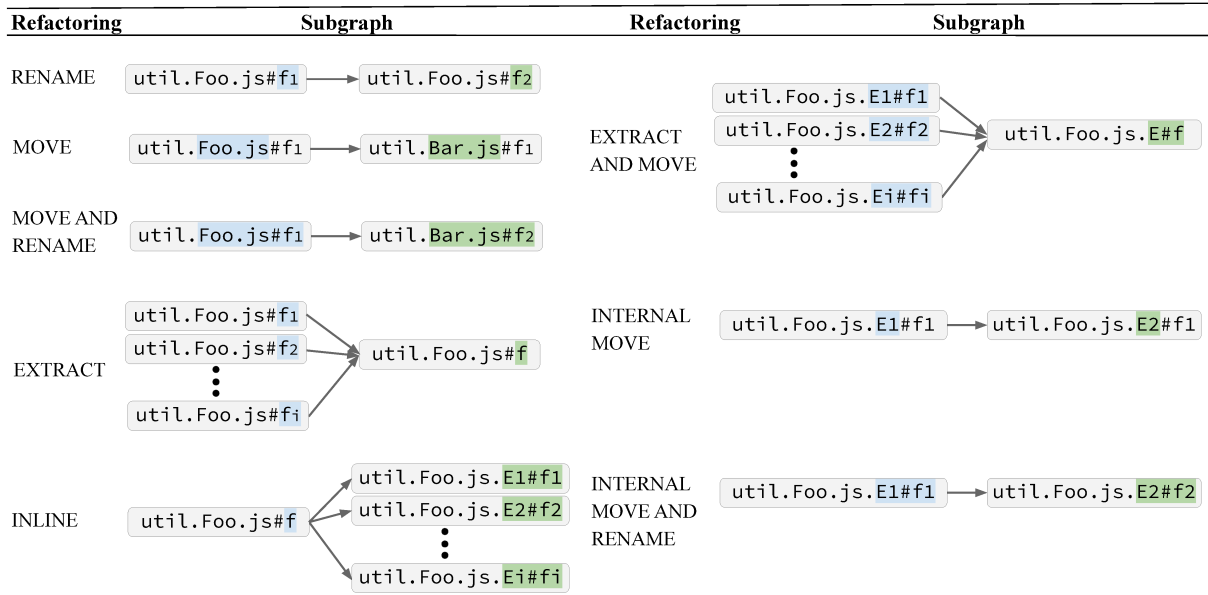 Refactoring Subgraph Refactoring Subgraph
RENAME
util.Foo.js#f1 util.Foo.js#f2
MOVE
util.Foo.js#f1 util.Bar.js#f1
MOVE AND
RENAME
util.Foo.js#f1 util.Bar.js#f2
EXTRACT
util.Foo.js#f1
util.Foo.js#f2
util.Foo.js#fi
util.Foo.js#f
INLINE
util.Foo.js#f
util.Foo.js.E1#f1
util.Foo.js.E2#f2
util.Foo.js.Ei#fi
EXTRACT
AND MOVE
util.Foo.js.E1#f1
util.Foo.js.E2#f2
util.Foo.js.Ei#fi
util.Foo.js.E#f
INTERNAL
MOVE
util.Foo.js.E1#f1 util.Foo.js.E2#f1
INTERNAL
MOVE AND
RENAME
util.Foo.js.E1#f1 util.Foo.js.E2#f2